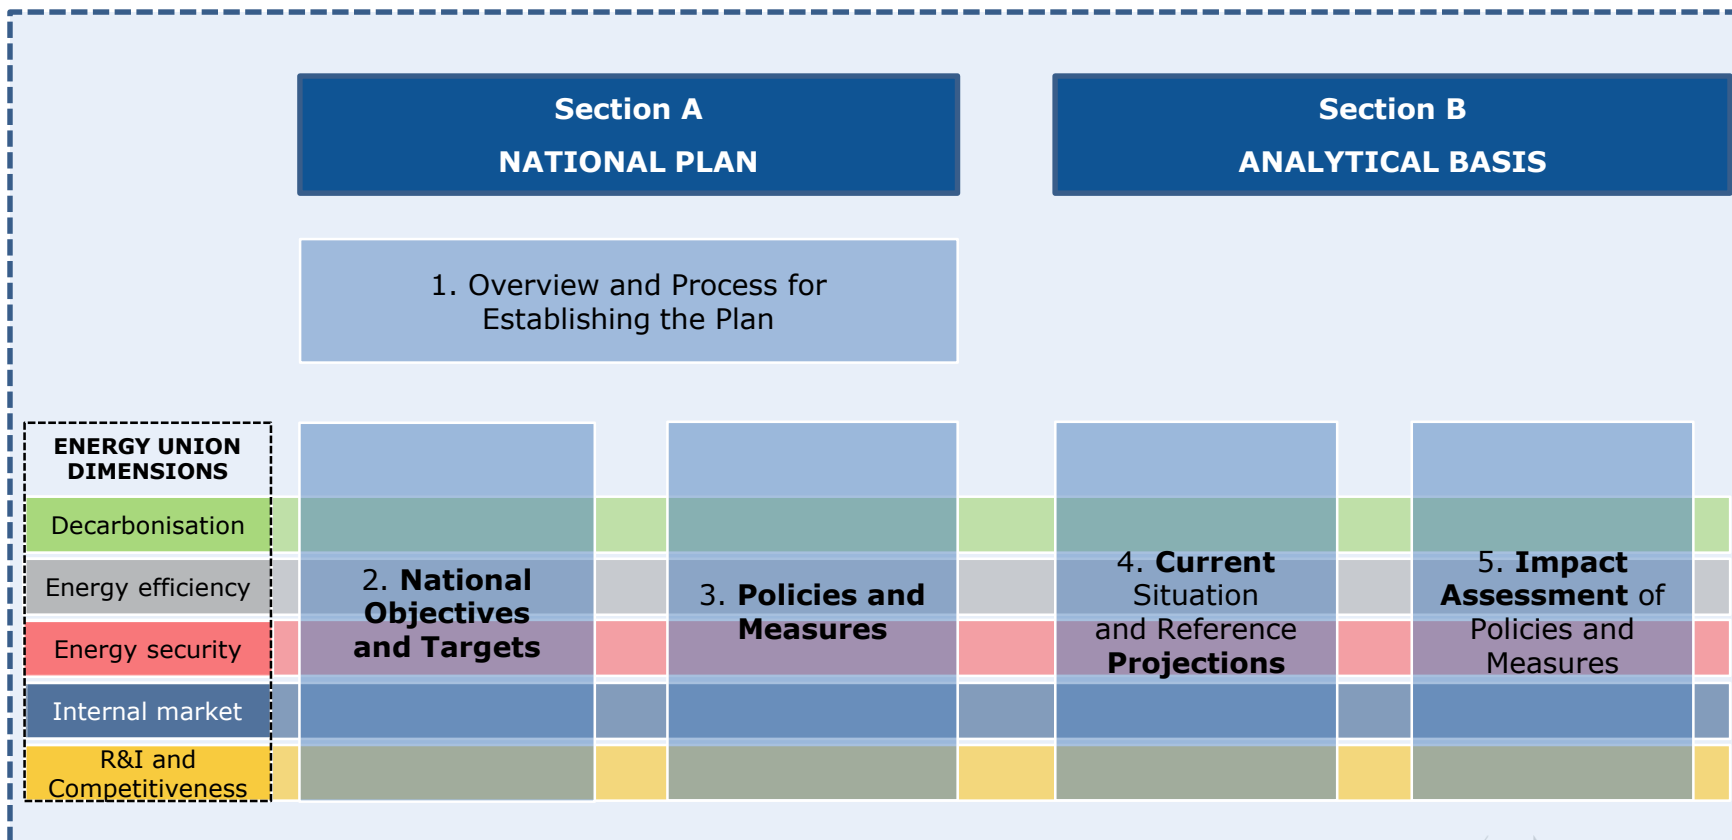 Section A
NATIONAL PLAN
Section B
ANALYTICAL BASIS
1. Overview and Process for
Establishing the Plan
ENERGY UNION
DIMENSIONS
Decarbonisation
Energy efficiency
Energy security
Internal market
R&I and
Competitiveness
2. National
Objectives
and Targets
3. Policies and
Measures
4. Current
Situation
and Reference
Projections
5. Impact
Assessment of
Policies and
Measures